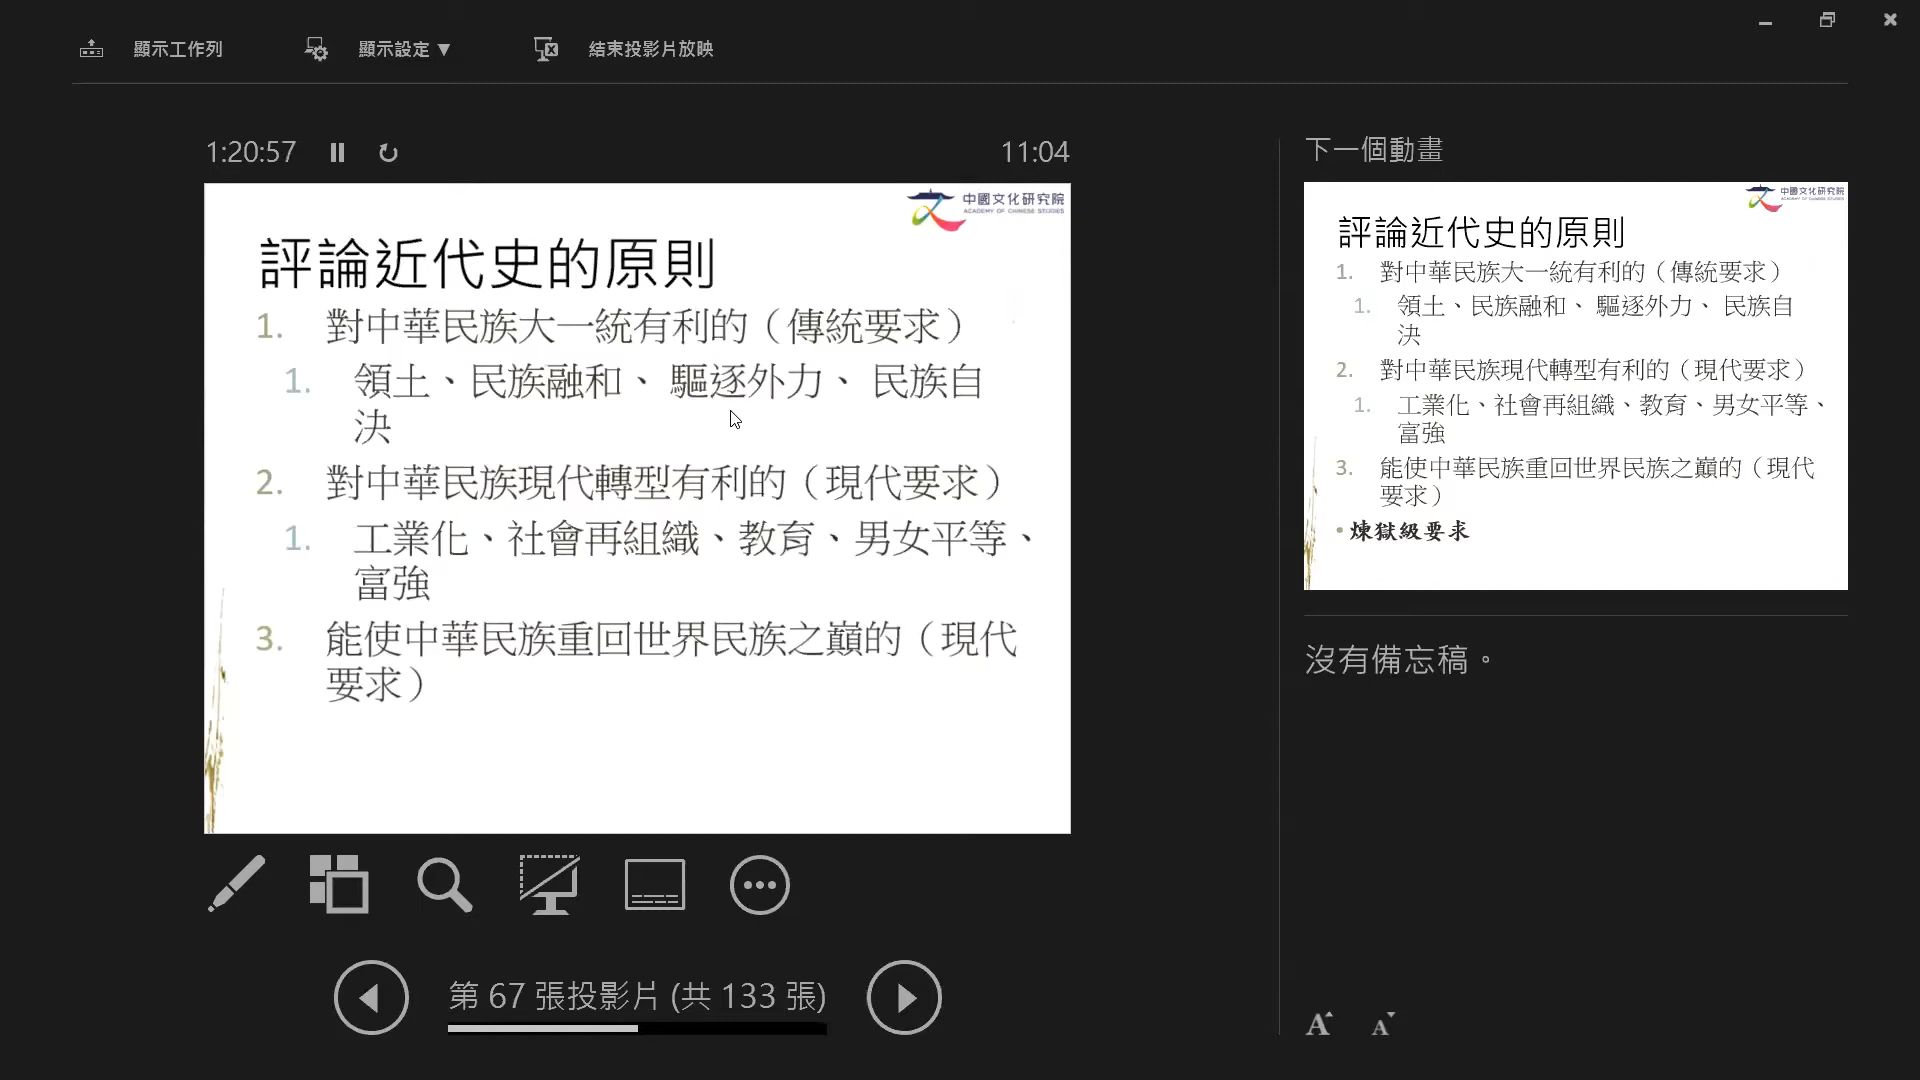 顯示工作列
顯示設定 ▼
結束投影片放映
1:20:57
11:04
中國文化研究院
ACADEMY OF CHINESE STUDIES
評論近代史的原則
1. 對中華民族大一統有利的（傳統要求）
1. 領土、民族融和、 驅逐外力、 民族自
決
2. 對中華民族現代轉型有利的（現代要求）
1. 工業化、社會再組織、教育、男女平等、
富強
3. 能使中華民族重回世界民族之巔的（現代
要求）
第 67 張投影片 (共 133 張)
下一個動畫
中國文化研究院
ACADEMY OF CHINESE STUDIES
評論近代史的原則
1. 對中華民族大一統有利的（傳統要求）
1. 領土、民族融和、 驅逐外力、 民族自
決
2. 對中華民族現代轉型有利的（現代要求）
1. 工業化、社會再組織、教育、男女平等、
富強
3. 能使中華民族重回世界民族之巔的（現代
要求）
• 煉獄級要求
沒有備忘稿。
A A